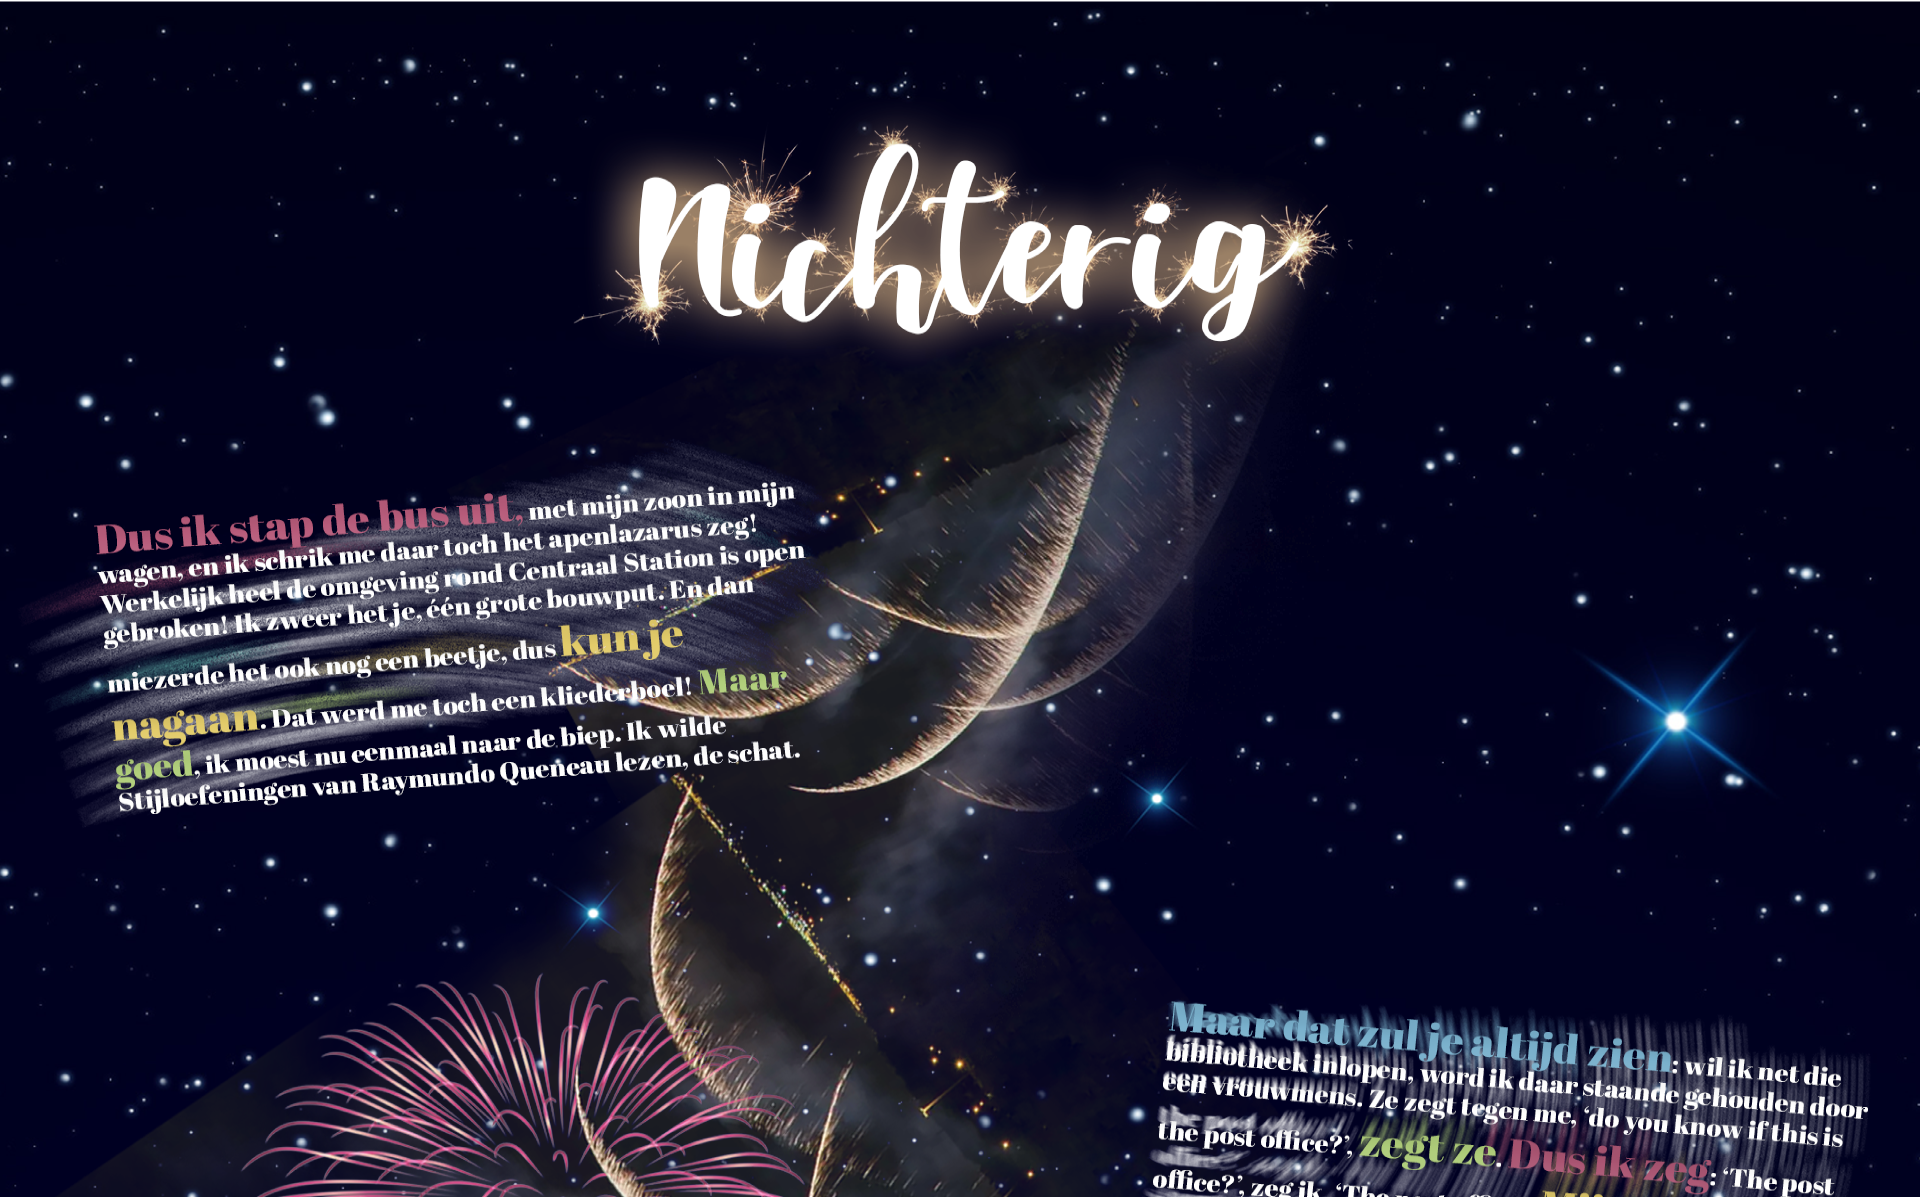 Nichterig
Dus ik stap de bus uit, met mijn zoon in mijn
wagen, en ik schrik me daar toch het apenlazarus zeg!
Werkelijk heel de omgeving rond Centraal Station is open
gebroken! Ik zweer het je, één grote bouwput. En dan
miezerde het ook nog een beetje, dus kun je
nagaan. Dat werd me toch een kliederboel! Maar
goed, ik moest nu eenmaal naar de biep. Ik wilde
Stijloefeningen van Raymundo Queneau lezen, de schat.
Maar dat zul je altijd zien: wil ik net die
bibliotheek inlopen, word ik daar staande gehouden door
een vrouwmens. Ze zegt tegen me, ‘do you know if this is
the post office?’, zegt ze. Dus ik zeg: ‘The post
office?’, zeg ik, ‘The